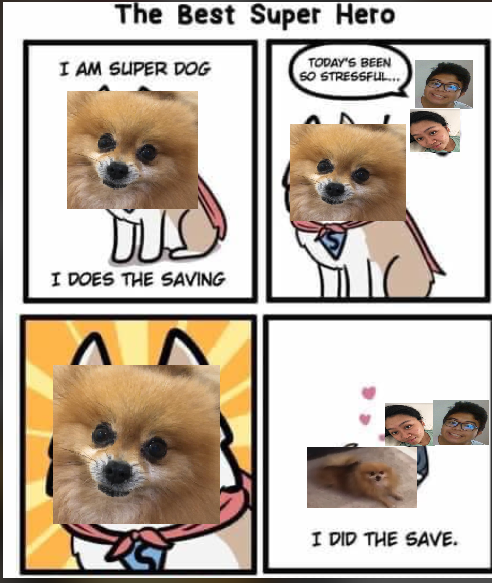 The Best Super Hero
I AM SUPER DOG
I DOES THE SAVING
TODAY'S BEEN
SO STRESSFUL...
S
S
I DID THE SAVE.